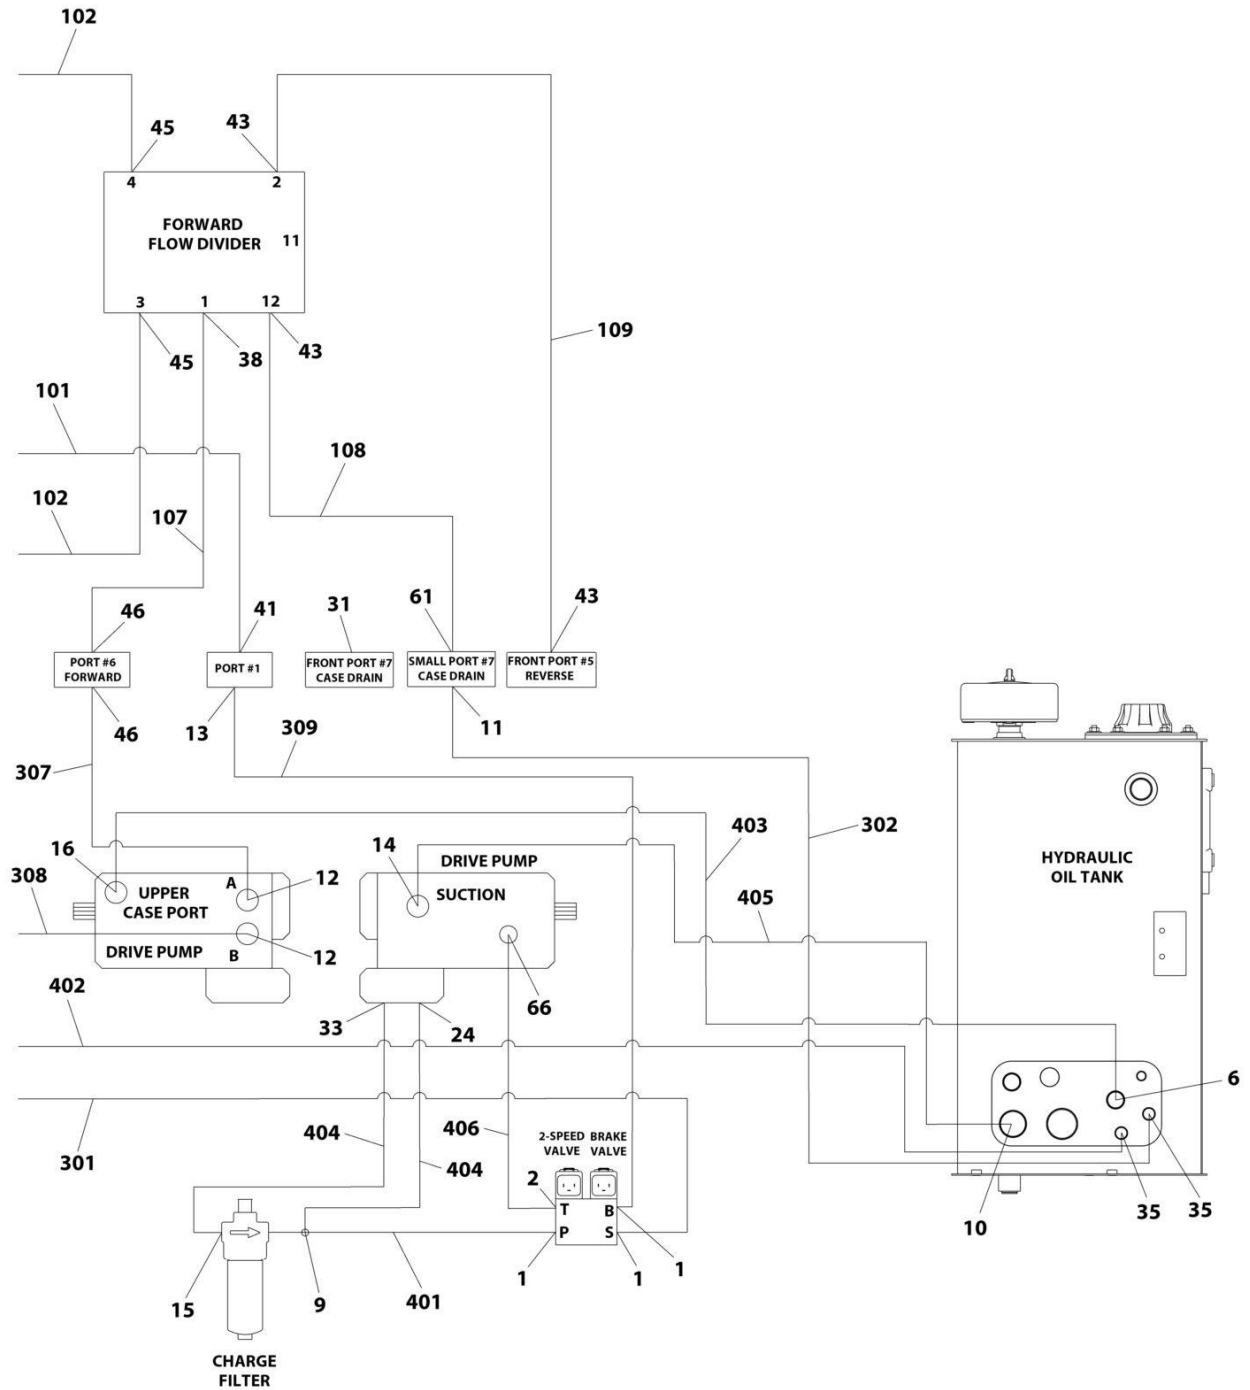 102
45
43
4
2
FORWARD
FLOW DIVIDER
11
3
1
12
45
38
43
109
101
108
102
107
46
41
31
61
43
PORT #6
FORWARD
PORT #1
FRONT PORT #7
CASE DRAIN
SMALL PORT #7
CASE DRAIN
FRONT PORT #5
REVERSE
46
13
309
11
307
403
302
16
14
DRIVE PUMP
HYDRAULIC
OIL TANK
308
UPPER
CASE PORT
A
12
SUCTION
405
DRIVE PUMP
B
12
402
33
24
66
6
404
406
2-SPEED
VALVE
BRAKE
VALVE
301
404
2
T
B
P
S
10
35
35
1
1
1
15
9
401
CHARGE
FILTER